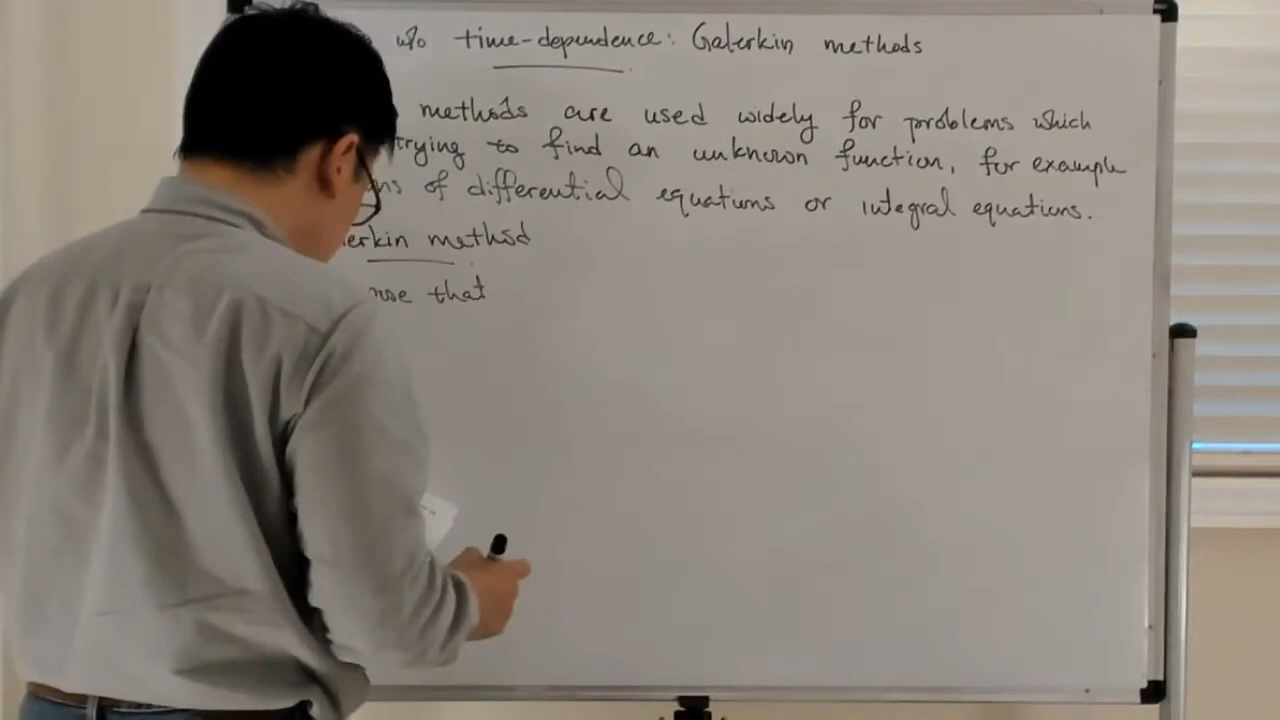 w/o time-dependence: Galerkin methods
methods are used widely for problems which
trying to find an unknown function, for example
ns of differential equations or integral equations.
erkin method
that